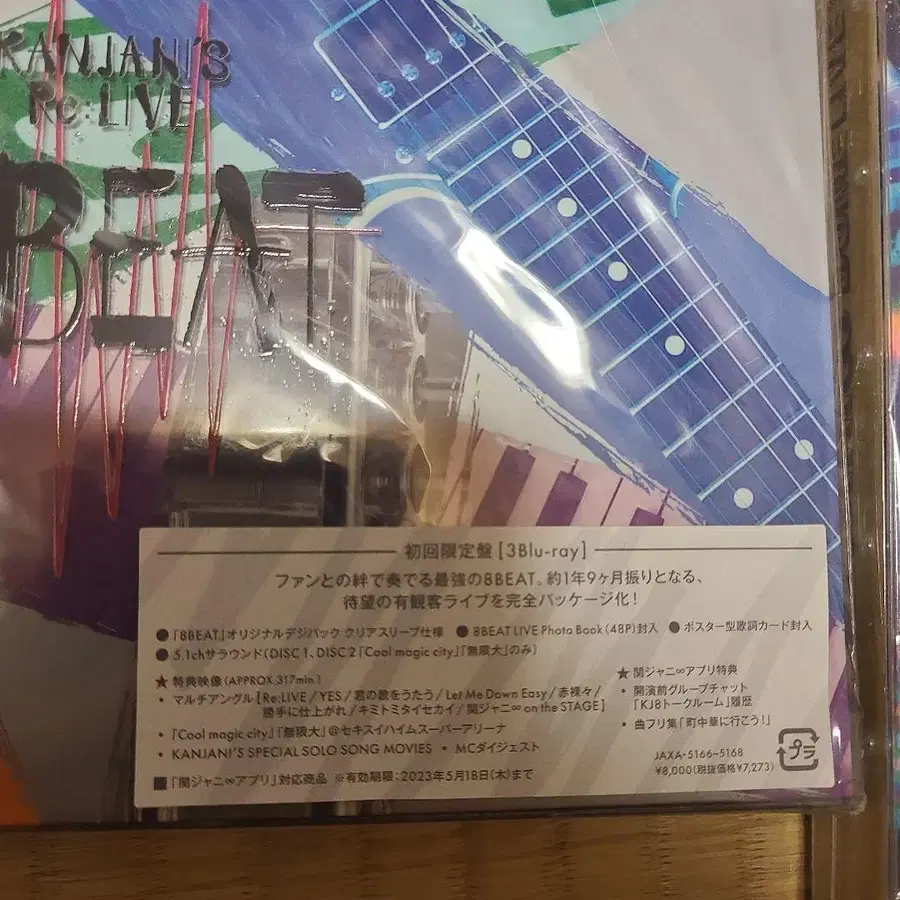 KANJANI'S
Re:LIVE
BEAT
初回限定盤[3Blu-ray]
ファンとの絆で奏でる最強の8BEAT。約1年9ヶ月振りとなる、
待望の有観客ライブを完全パッケージ化!
●『8BEAT』オリジナルデジパック クリアスリーブ仕様 ●8BEAT LIVE Photo Book(48P)封入 ●ポスター型歌詞カード封入
●5.1chサラウンド(DISC 1、DISC 2「Cool magic city」「無限大」のみ)
★特典映像(APPROX.317min.)
・マルチアングル[Re:LIVE / YES / 君の歌をうたう / Let Me Down Easy / 赤裸々 /
勝手に仕上がれ / キミトミタイセカイ / 関ジャニ∞ on the STAGE]
・「Cool magic city」「無限大」@セキスイハイムスーパーアリーナ
・KANJANI'S SPECIAL SOLO SONG MOVIES ・MCダイジェスト
■「関ジャニ∞アプリ」対応商品 ※有効期限:2023年5月18日(木)まで
★関ジャニ∞アプリ特典
・開演前グループチャット
「KJ8トークルーム」履歴
・曲フリ集「町中華に行こう!」
JAXA-5166~5168
¥8,000(税抜価格¥7,273)
プラ